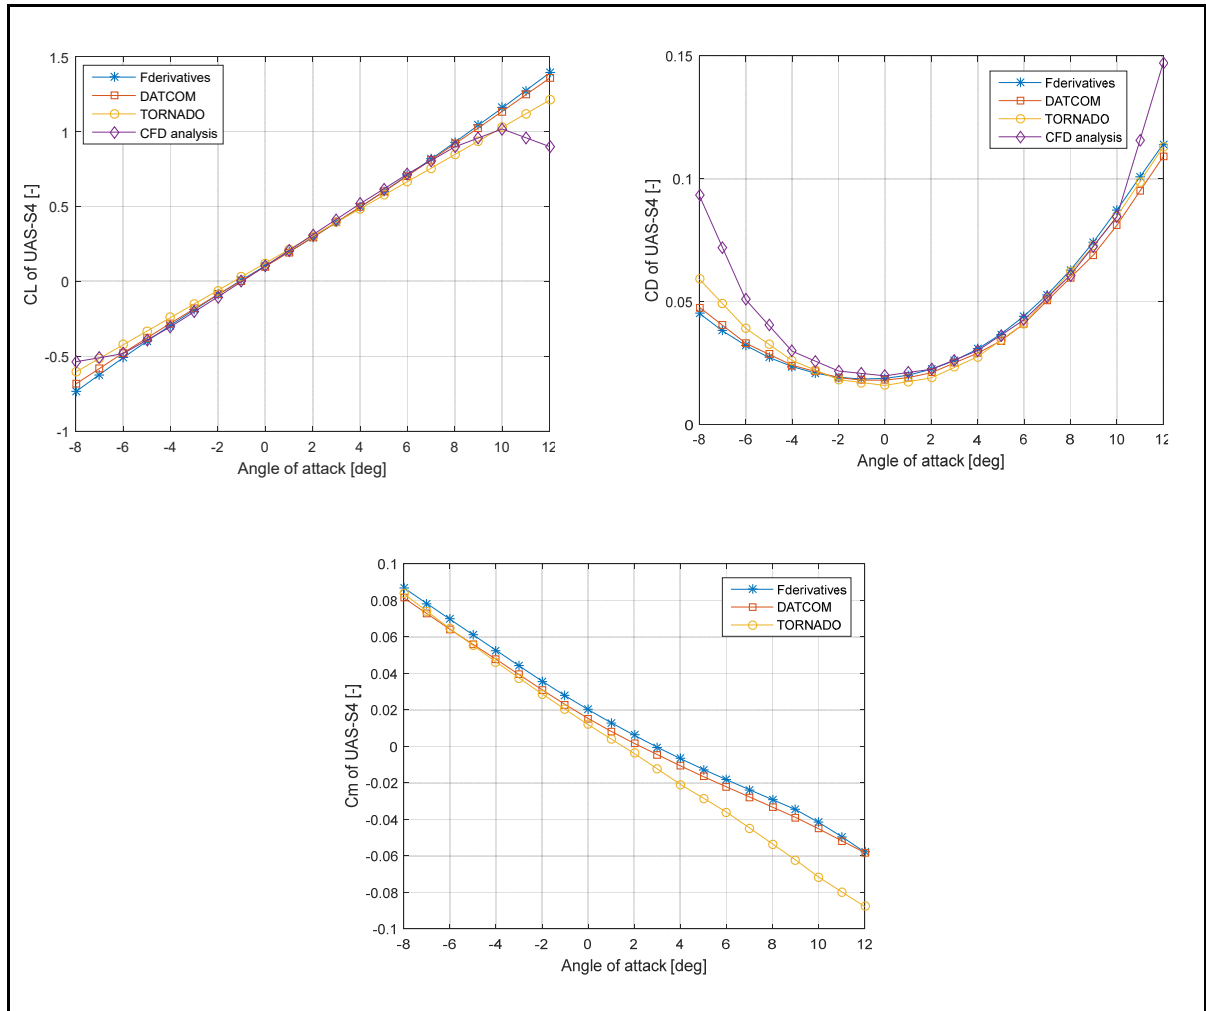 1.5
1
0.5
0
-0.5
-1
CL of UAS-S4 [-]
Fderivatives
DATCOM
TORNADO
CFD analysis
-8 -6 -4 -2 0 2 4 6 8 10 12
Angle of attack [deg]
0.15
0.1
0.05
0
CD of UAS-S4 [-]
Fderivatives
DATCOM
TORNADO
CFD analysis
-8 -6 -4 -2 0 2 4 6 8 10 12
Angle of attack [deg]
0.1
0.08
0.06
0.04
0.02
0
-0.02
-0.04
-0.06
-0.08
-0.1
Cm of UAS-S4 [-]
Fderivatives
DATCOM
TORNADO
-8 -6 -4 -2 0 2 4 6 8 10 12
Angle of attack [deg]